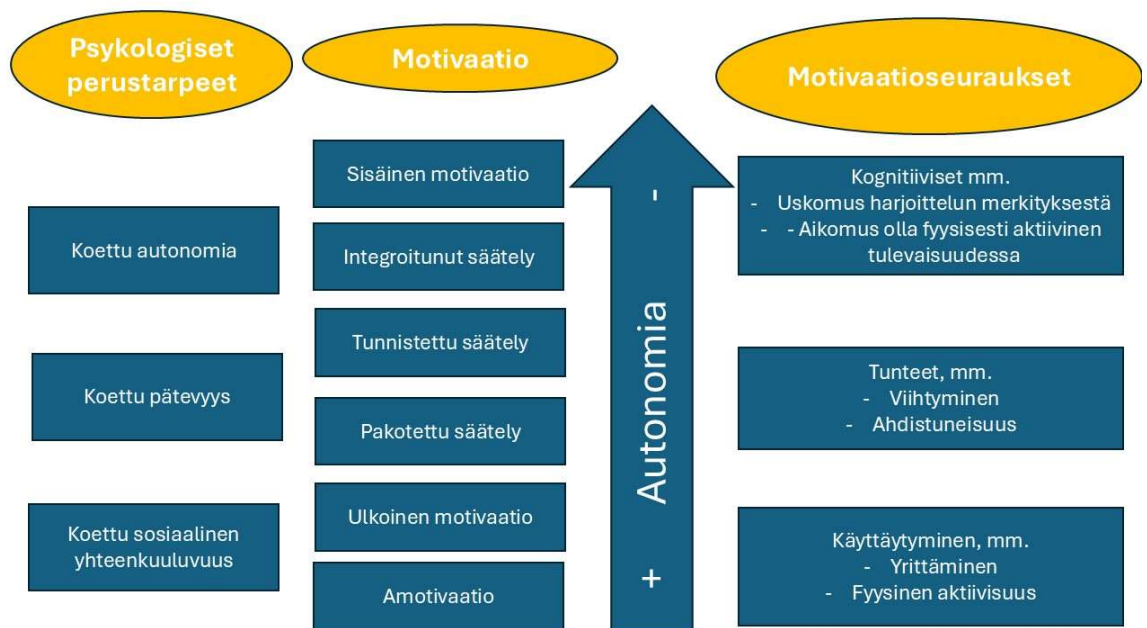 Psykologiset
perustarpeet
Koettu autonomia
Koettu pätevyys
Koettu sosiaalinen
yhteenkuuluvuus
Motivaatio
Sisäinen motivaatio
Integroitunut säätely
Tunnistettu säätely
Pakotettu säätely
Ulkoinen motivaatio
Amotivaatio
+ Autonomia -
Motivaatioseuraukset
Kognitiiviset mm.
- Uskomus harjoittelun merkityksestä
- - Aikomus olla fyysisesti aktiivinen
tulevaisuudessa
Tunteet, mm.
- Viihtyminen
- Ahdistuneisuus
Käyttäytyminen, mm.
- Yrittäminen
- Fyysinen aktiivisuus